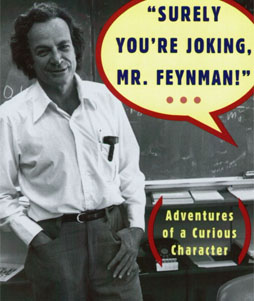 "SURELY
YOU'RE JOKING,
MR. FEYNMAN!"
Adventures
of a Curious
Character